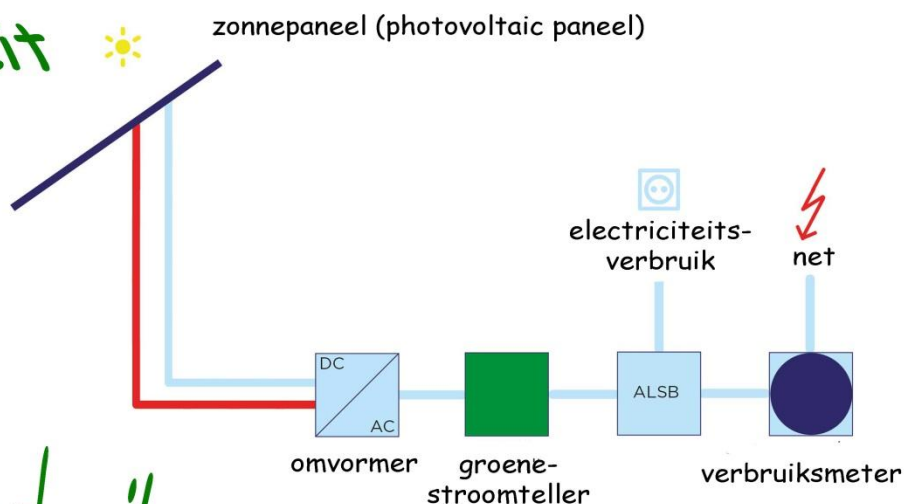 zonnepaneel (photovoltaic paneel)
electriciteits-
verbruik
net
DC
AC
ALSB
omvormer
groene-
stroomteller
verbruiksmeter